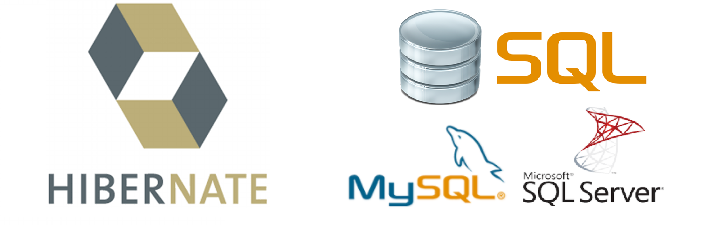 HIBERNATE
SQL
MySQL®
Microsoft®
SQL Server